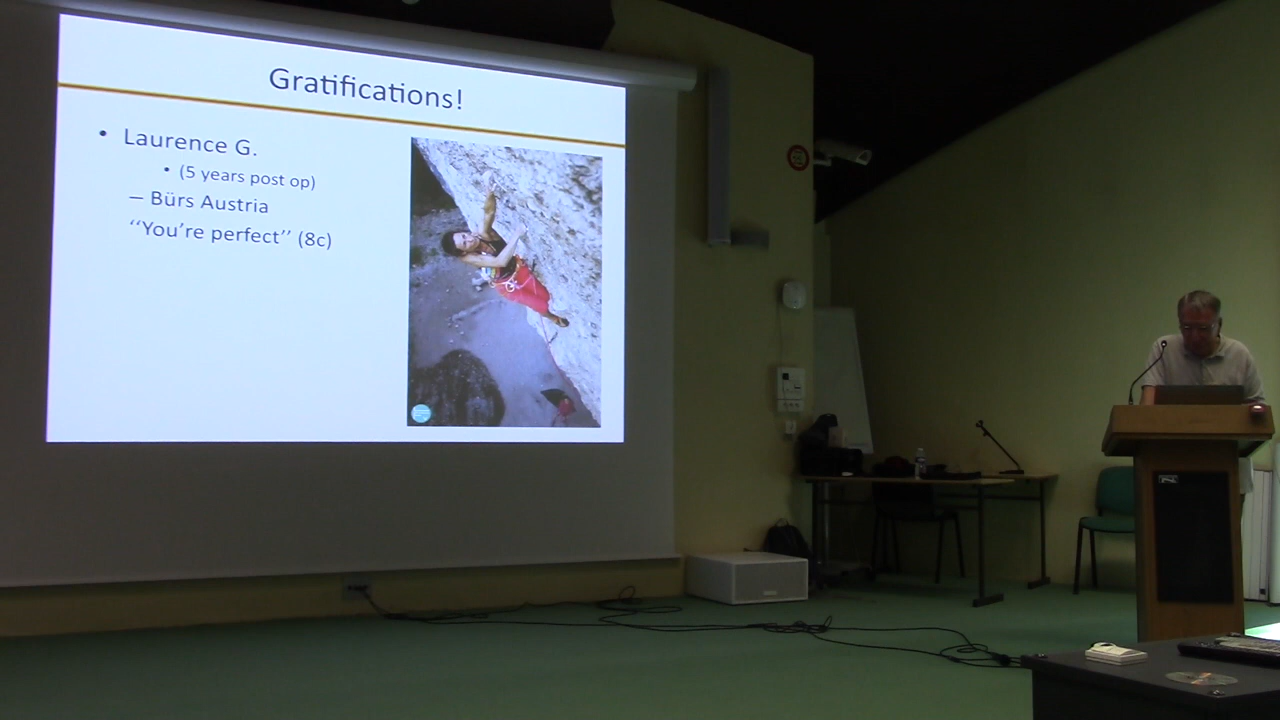 Gratifications!
• Laurence G.
• (5 years post op)
– Bürs Austria
‘‘You’re perfect’’ (8c)